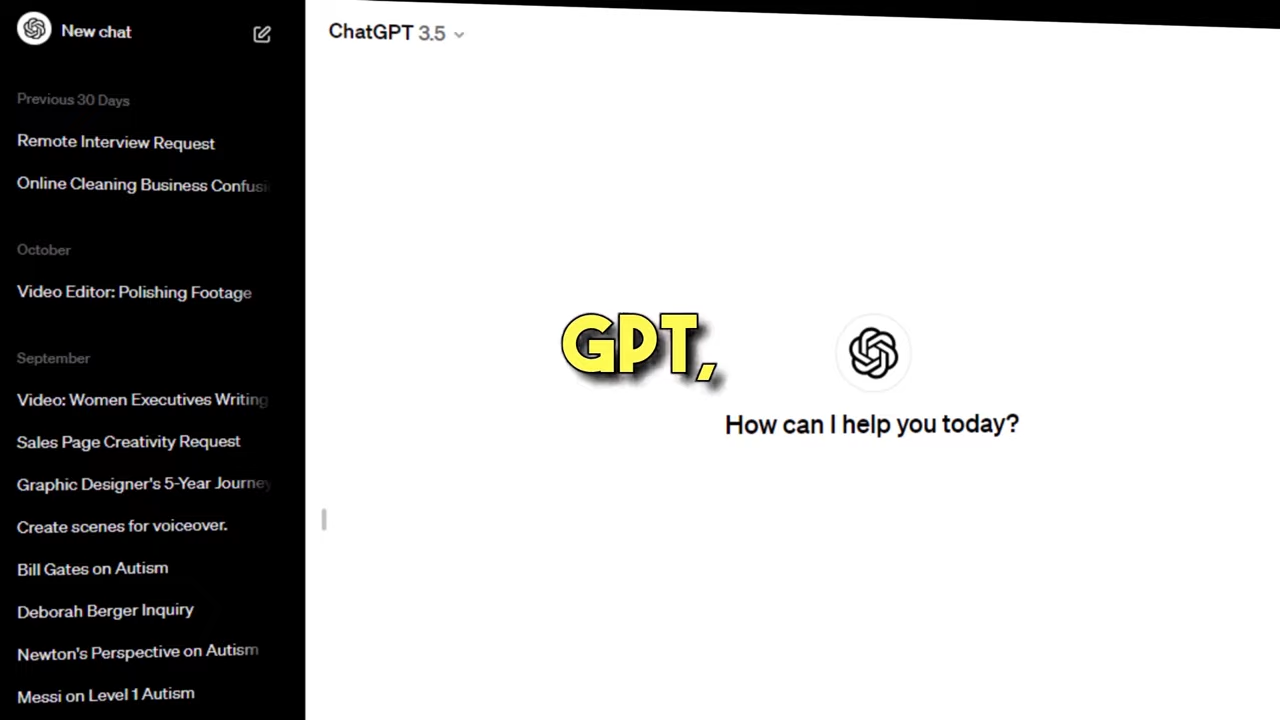 New chat
Previous 30 Days
Remote Interview Request
Online Cleaning Business Confusi
October
Video Editor: Polishing Footage
September
Video: Women Executives Writing
Sales Page Creativity Request
Graphic Designer's 5-Year Journey
Create scenes for voiceover.
Bill Gates on Autism
Deborah Berger Inquiry
Newton's Perspective on Autism
Messi on Level 1 Autism
ChatGPT 3.5
GPT,
How can I help you today?